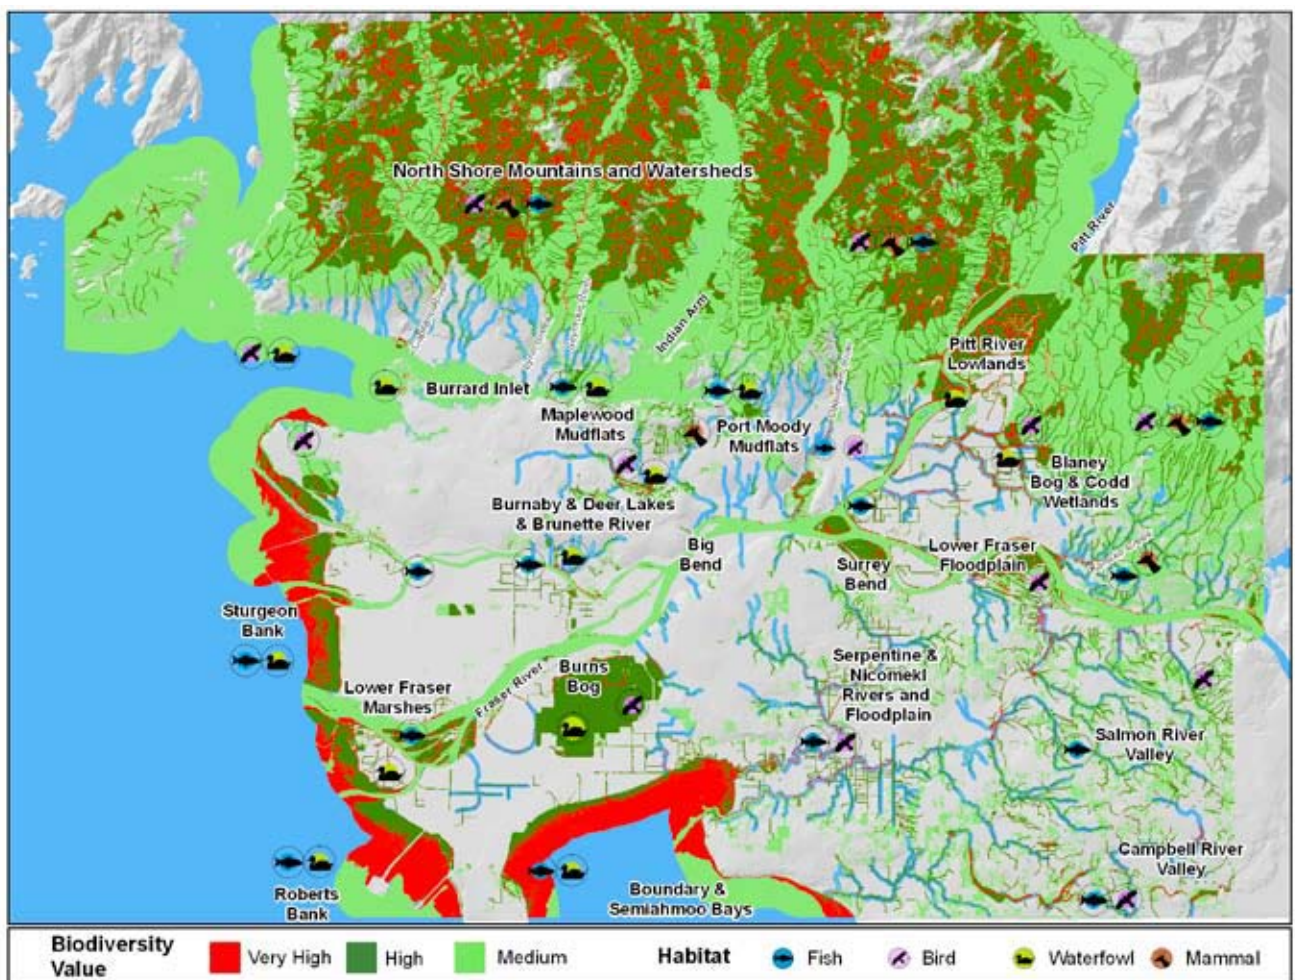 North Shore Mountains and Watersheds
Pitt River
Indian Arm
Pitt River
Lowlands
Burrard Inlet
Maplewood
Mudflats
Port Moody
Mudflats
Blaney
Bog & Codd
Wetlands
Burnaby & Deer Lakes
& Brunette River
Big
Bend
Surrey
Bend
Lower Fraser
Floodplain
Sturgeon
Bank
Lower Fraser
Marshes
Fraser River
Burns
Bog
Serpentine &
Nicomekl
Rivers and
Floodplain
Salmon River
Valley
Campbell River
Valley
Roberts
Bank
Boundary &
Semiahmoo Bays
Biodiversity
Value
Very High
High
Medium
Habitat
Fish
Bird
Waterfowl
Mammal